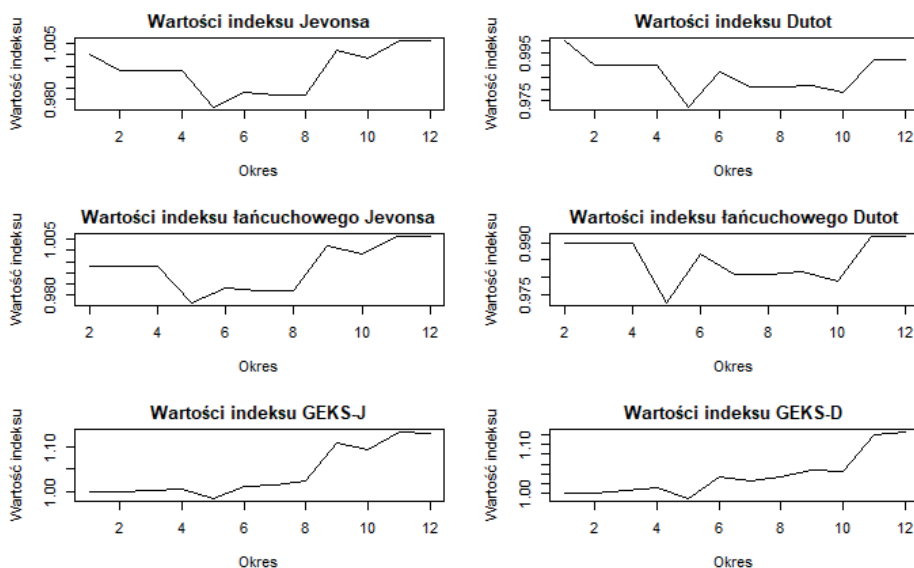 Wartości indeksu Jevonsa
Wartość indeksu
0.980
1.005
2
4
6
8
10
12
Okres
Wartości indeksu Dutot
Wartość indeksu
0.975
0.995
2
4
6
8
10
12
Okres
Wartości indeksu łańcuchowego Jevonsa
Wartość indeksu
0.980
1.005
2
4
6
8
10
12
Okres
Wartości indeksu łańcuchowego Dutot
Wartość indeksu
0.975
0.990
2
4
6
8
10
12
Okres
Wartości indeksu GEKS-J
Wartość indeksu
1.00
1.10
2
4
6
8
10
12
Okres
Wartości indeksu GEKS-D
Wartość indeksu
1.00
1.10
2
4
6
8
10
12
Okres